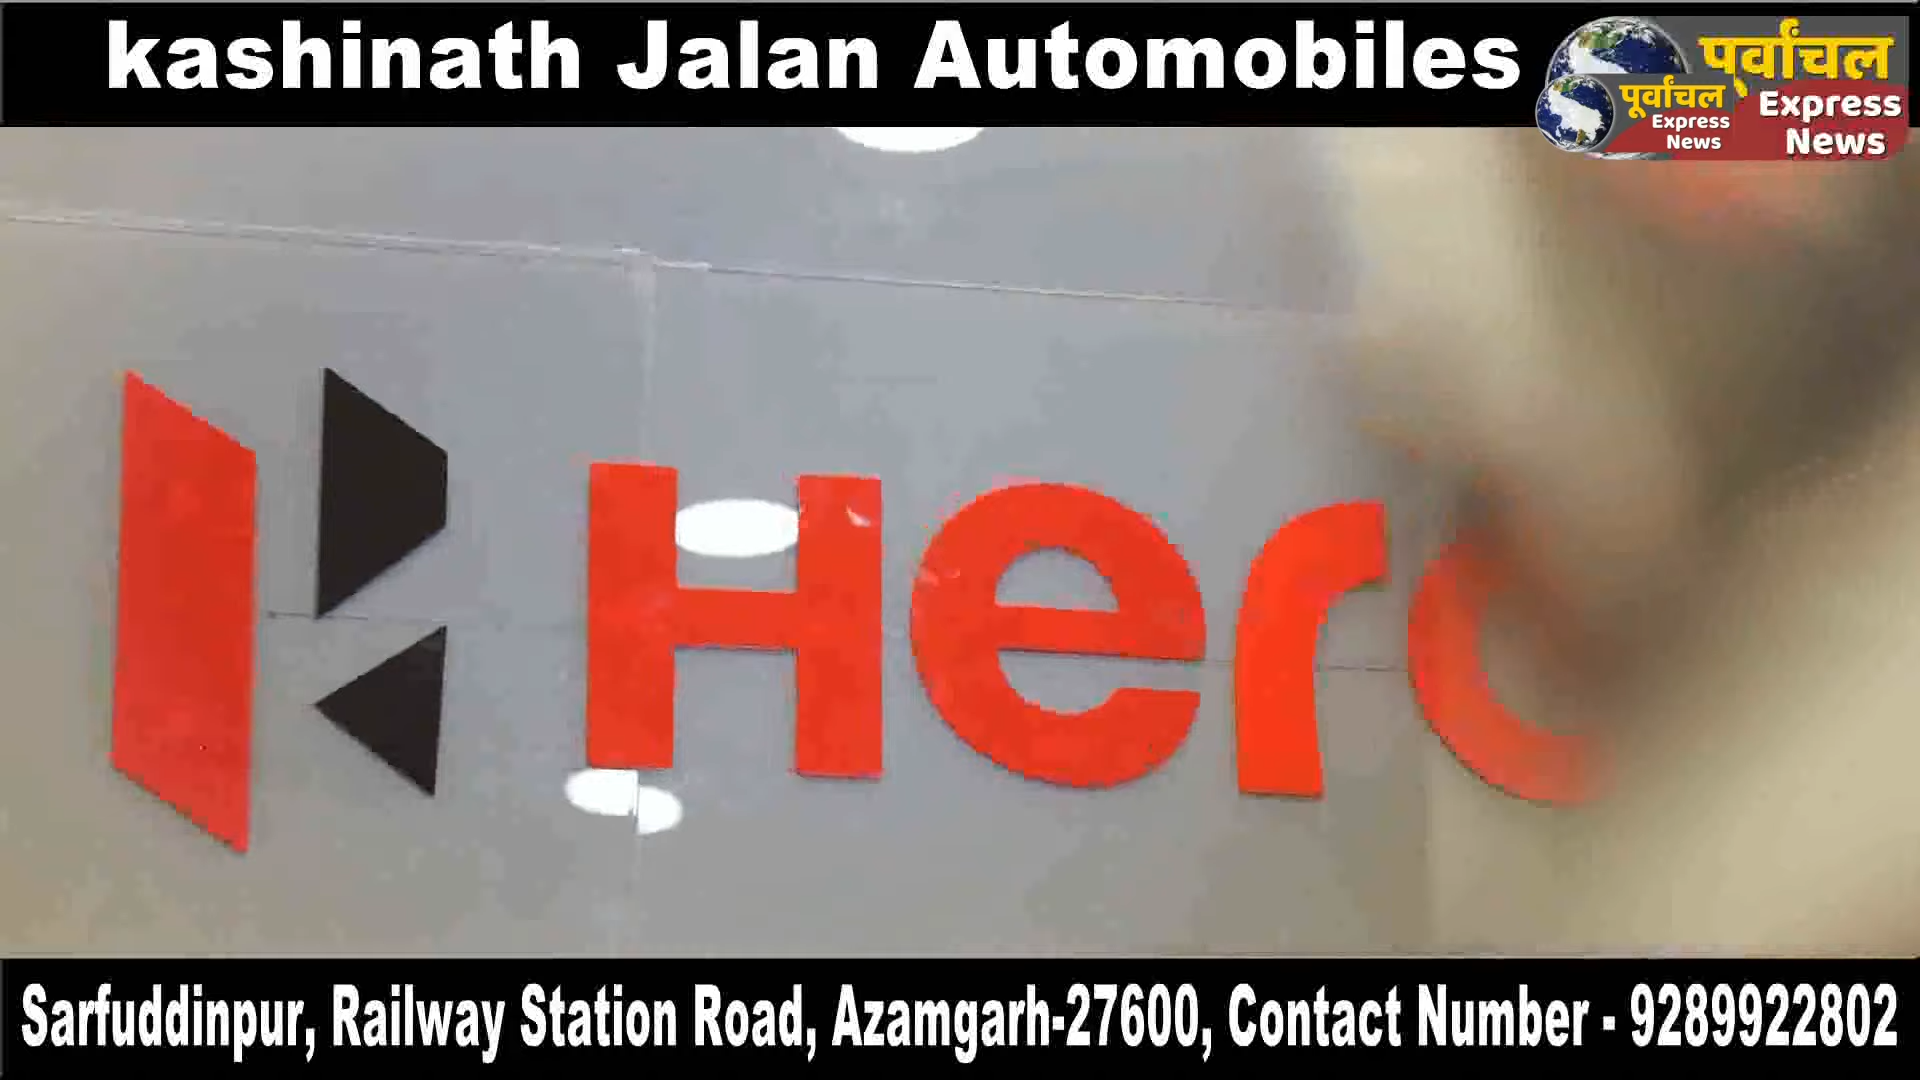 kashinath Jalan Automobiles
पूर्वांचल
Express
News
पूर्वांचल
Express
News
Hero
Sarfuddinpur, Railway Station Road, Azamgarh-27600, Contact Number - 9289922802